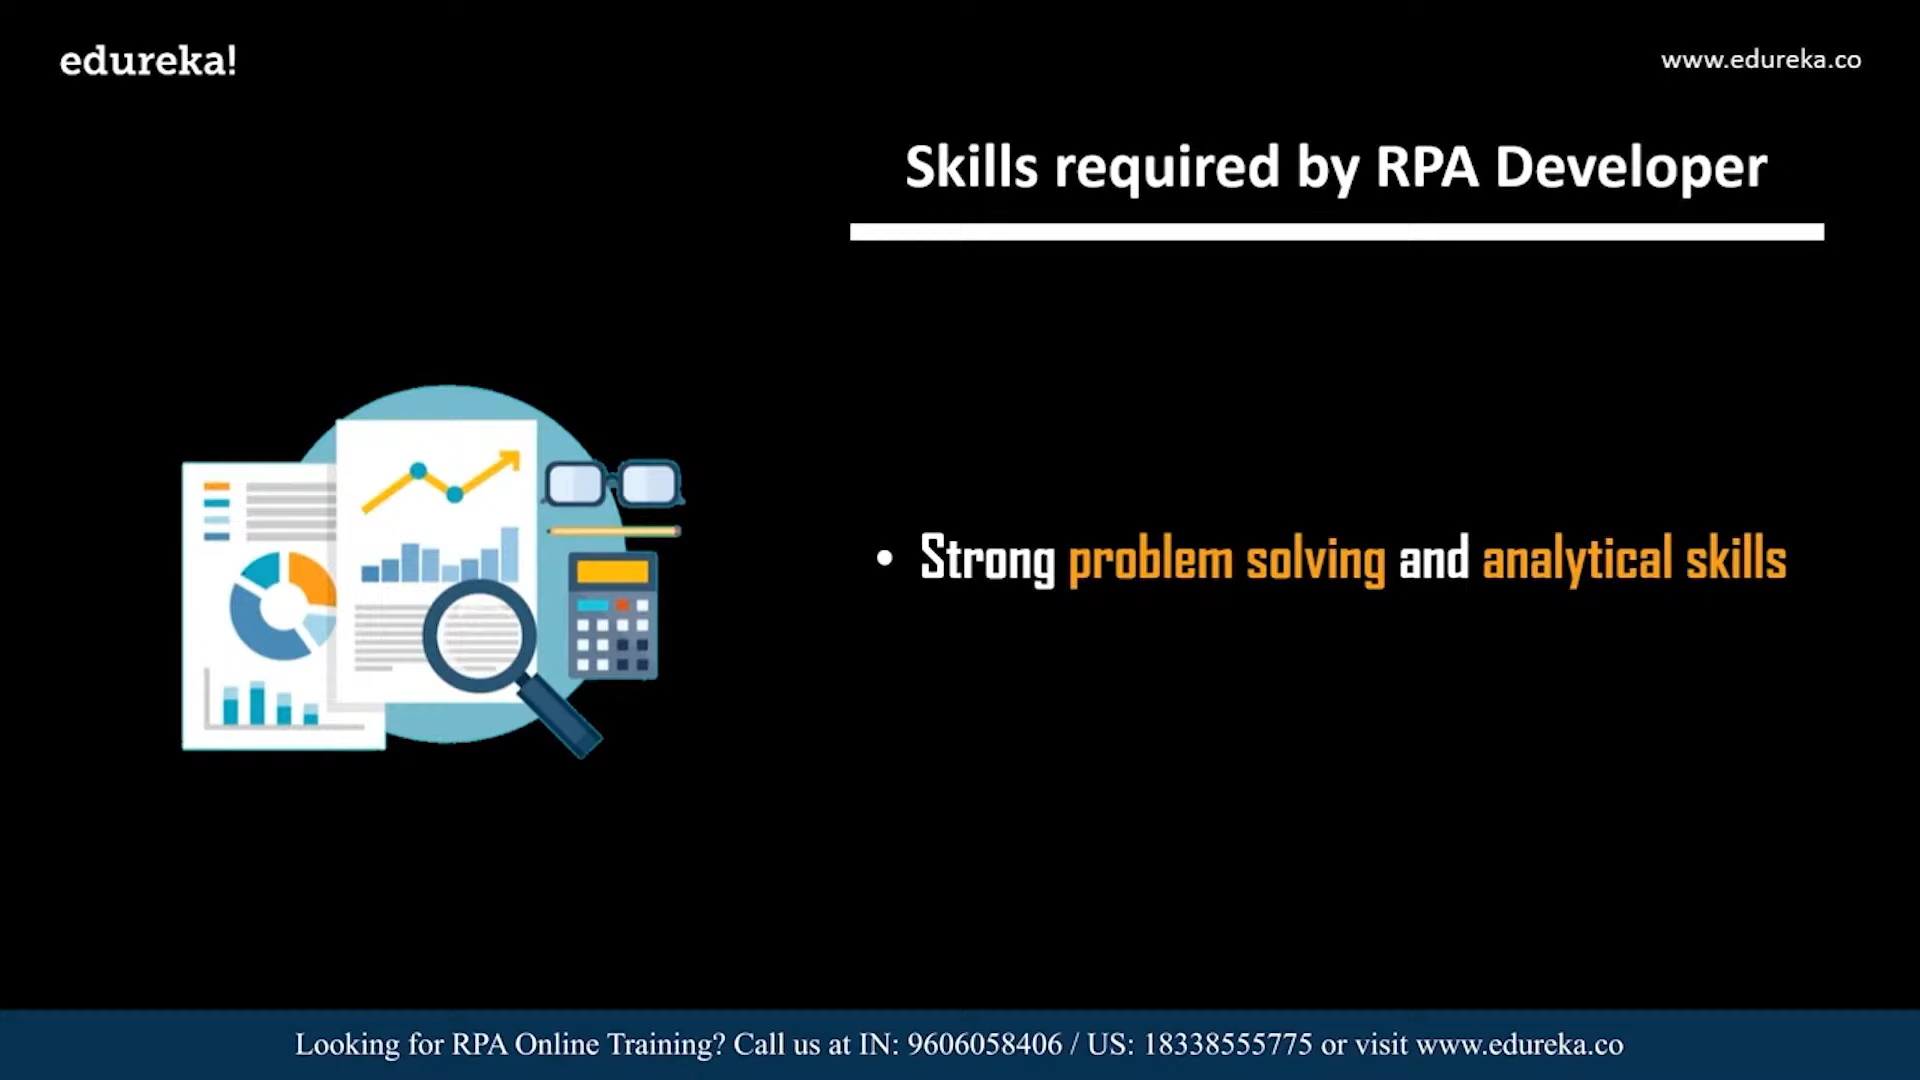 edureka!
www.edureka.co
Skills required by RPA Developer
• Strong problem solving and analytical skills
Looking for RPA Online Training? Call us at IN: 9606058406 / US: 18338555775 or visit www.edureka.co